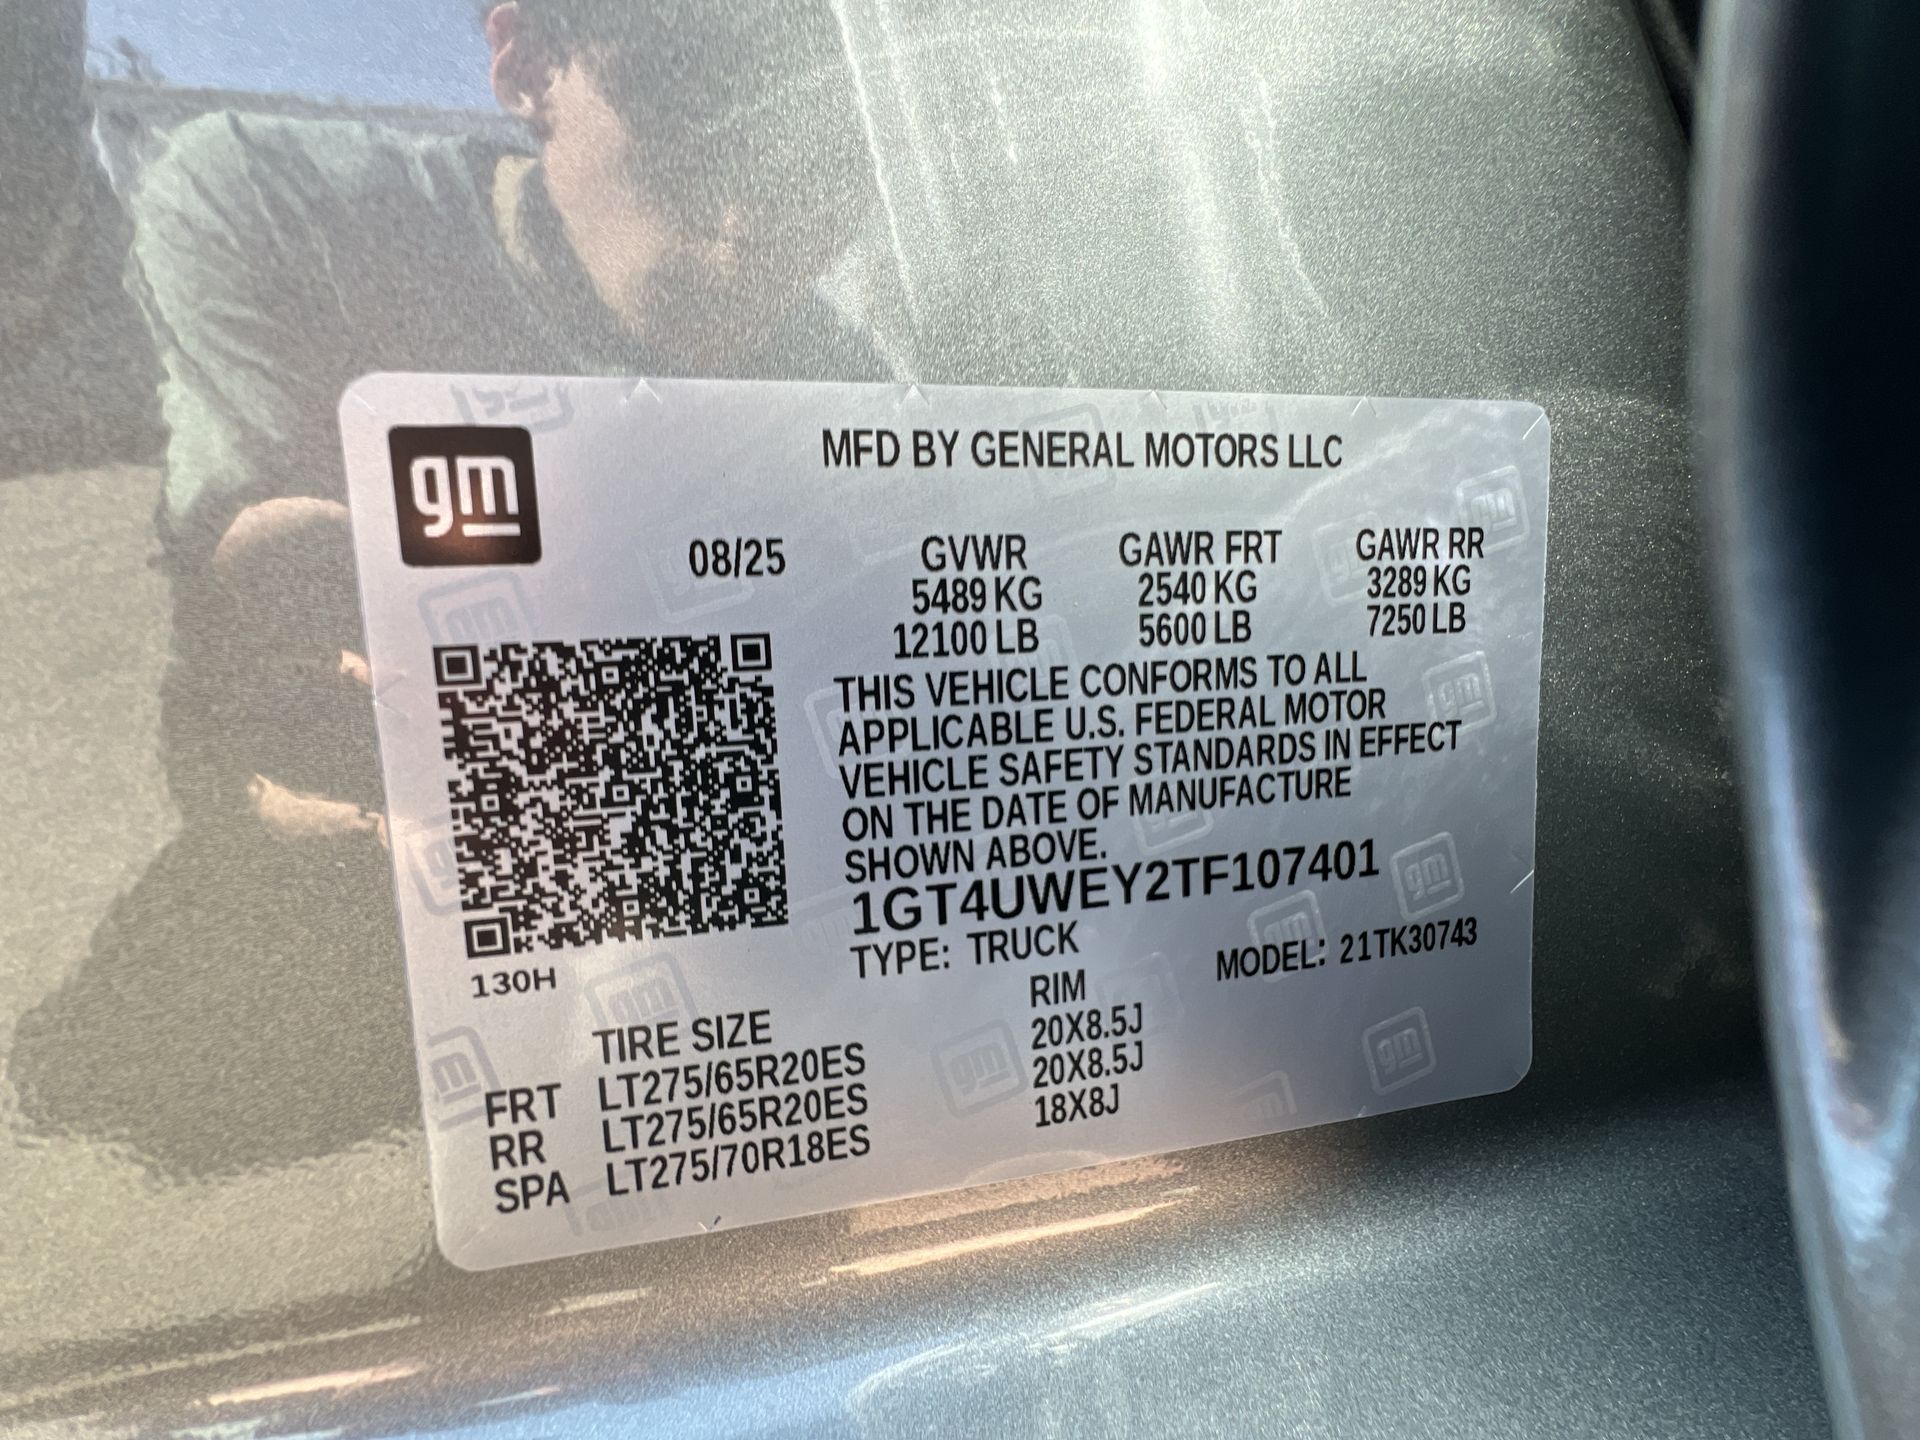 gm
MFD BY GENERAL MOTORS LLC
08/25 GVWR GAWR FRT GAWR RR
5489 KG 2540 KG 3289 KG
12100 LB 5600 LB 7250 LB
THIS VEHICLE CONFORMS TO ALL
APPLICABLE U.S. FEDERAL MOTOR
VEHICLE SAFETY STANDARDS IN EFFECT
ON THE DATE OF MANUFACTURE
SHOWN ABOVE.
1GT4UWEY2TF107401
TYPE: TRUCK MODEL: 21TK30743
130H
TIRE SIZE RIM
FRT LT275/65R20ES 20X8.5J
RR LT275/65R20ES 20X8.5J
SPA LT275/70R18ES 18X8J